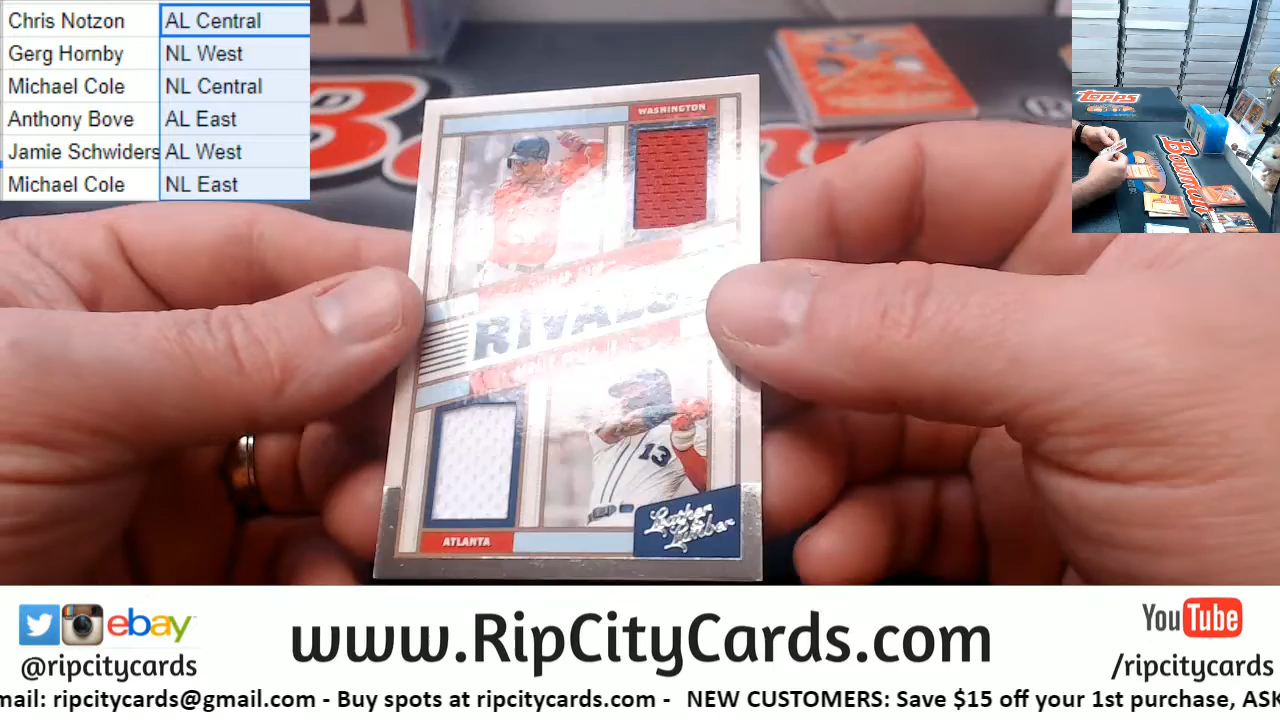 Chris Notzon AL Central
Gerg Hornby NL West
Michael Cole NL Central
Anthony Bove AL East
Jamie Schwiders AL West
Michael Cole NL East
Topps
Bowman
WASHINGTON
RIVALS
13
ATLANTA
Leather & Lumber
ebay
@ripcitycards
www.RipCityCards.com
YouTube
/ripcitycards
mail: ripcitycards@gmail.com - Buy spots at ripcitycards.com - NEW CUSTOMERS: Save $15 off your 1st purchase, ASK